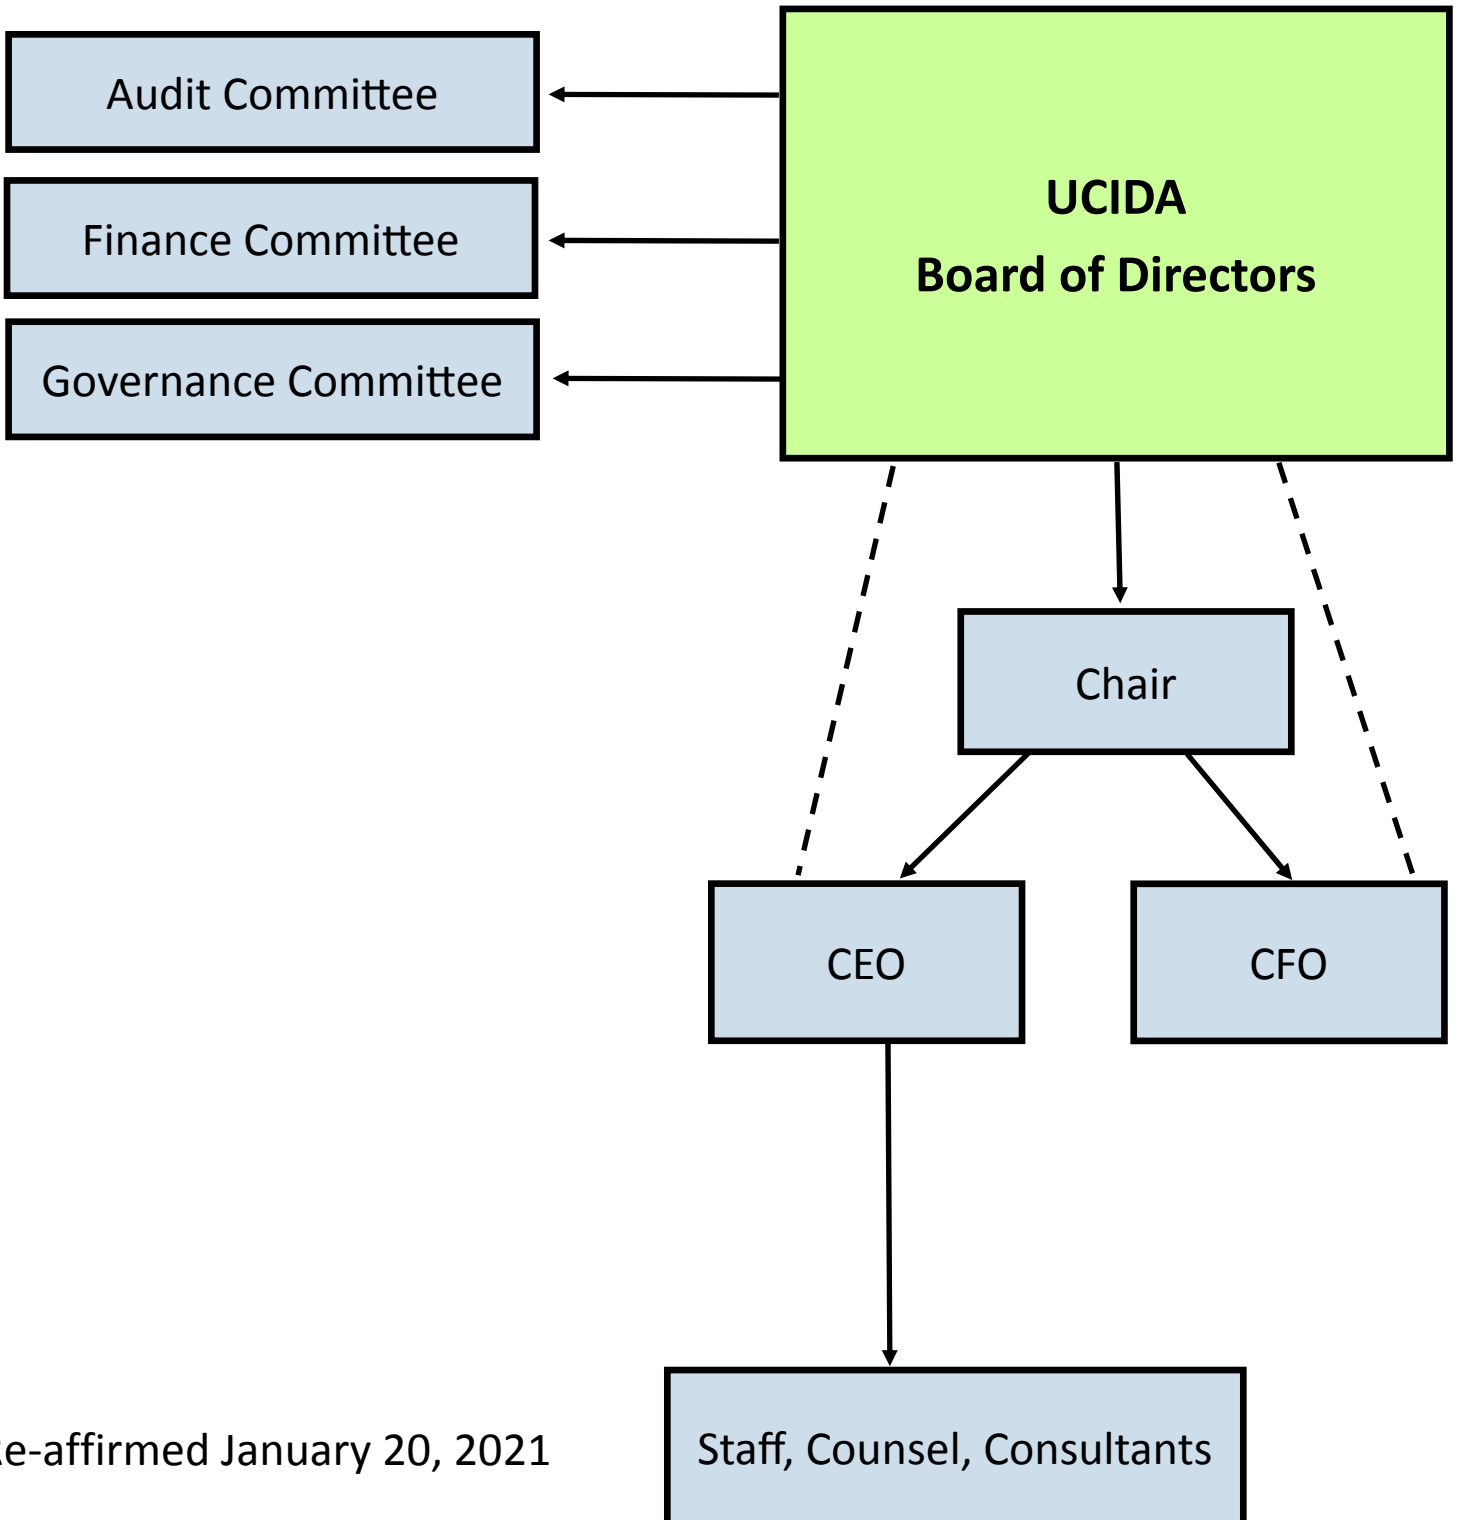 Audit Committee
UCIDA
Board of Directors
Finance Committee
Governance Committee
Chair
CEO
CFO
e-affirmed January 20, 2021
Staff, Counsel, Consultants